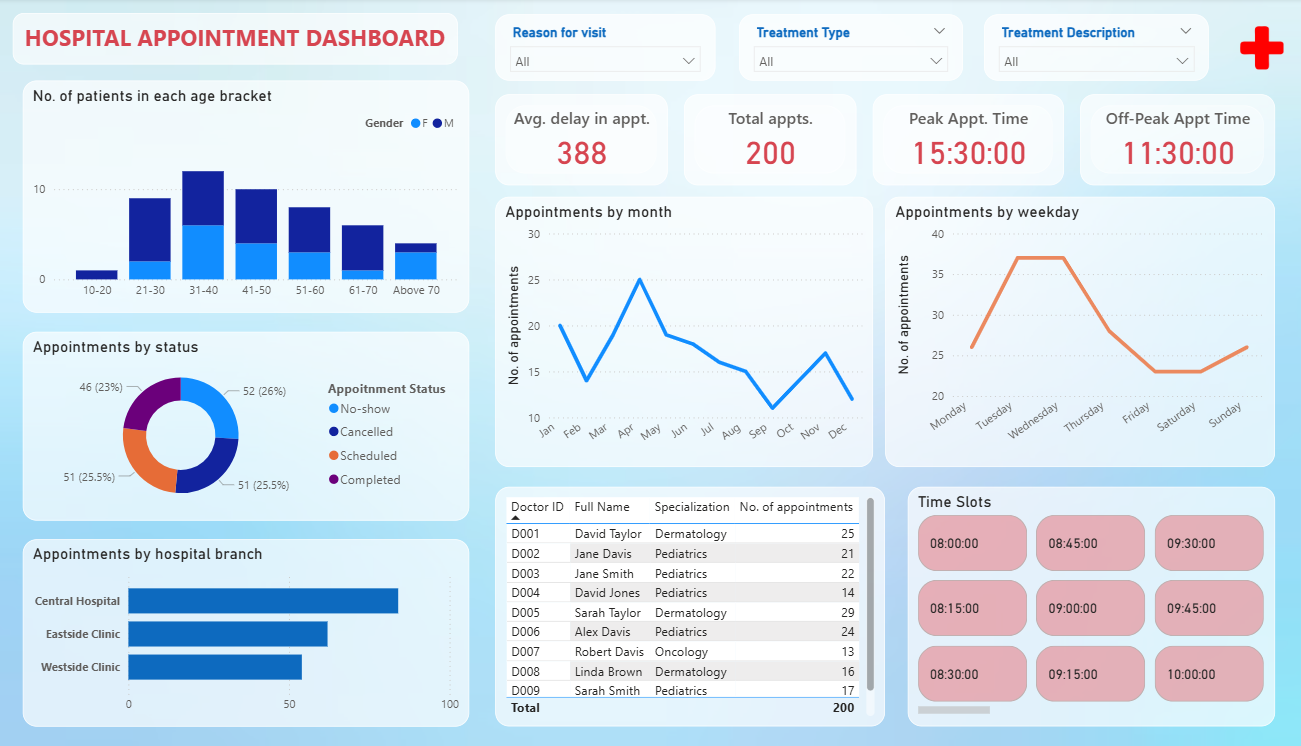 HOSPITAL APPOINTMENT DASHBOARD
Reason for visit
All
Treatment Type
All
Treatment Description
All
No. of patients in each age bracket
Gender F M
10
0
10-20 21-30 31-40 41-50 51-60 61-70 Above 70
Avg. delay in appt.
388
Total appts.
200
Peak Appt. Time
15:30:00
Off-Peak Appt Time
11:30:00
Appointments by month
No. of appointments
30
25
20
15
10
Jan Feb Mar Apr May Jun Jul Aug Sep Oct Nov Dec
Appointments by weekday
No. of appointments
40
35
30
25
20
Monday Tuesday Wednesday Thursday Friday Saturday Sunday
Appointments by status
46 (23%)
52 (26%)
51 (25.5%)
51 (25.5%)
Appoitnment Status
No-show
Cancelled
Scheduled
Completed
Appointments by hospital branch
Central Hospital
Eastside Clinic
Westside Clinic
0 50 100
Doctor ID Full Name Specialization No. of appointments
D001 David Taylor Dermatology 25
D002 Jane Davis Pediatrics 21
D003 Jane Smith Pediatrics 22
D004 David Jones Pediatrics 14
D005 Sarah Taylor Dermatology 29
D006 Alex Davis Pediatrics 24
D007 Robert Davis Oncology 13
D008 Linda Brown Dermatology 16
D009 Sarah Smith Pediatrics 17
Total 200
Time Slots
08:00:00 08:45:00 09:30:00
08:15:00 09:00:00 09:45:00
08:30:00 09:15:00 10:00:00